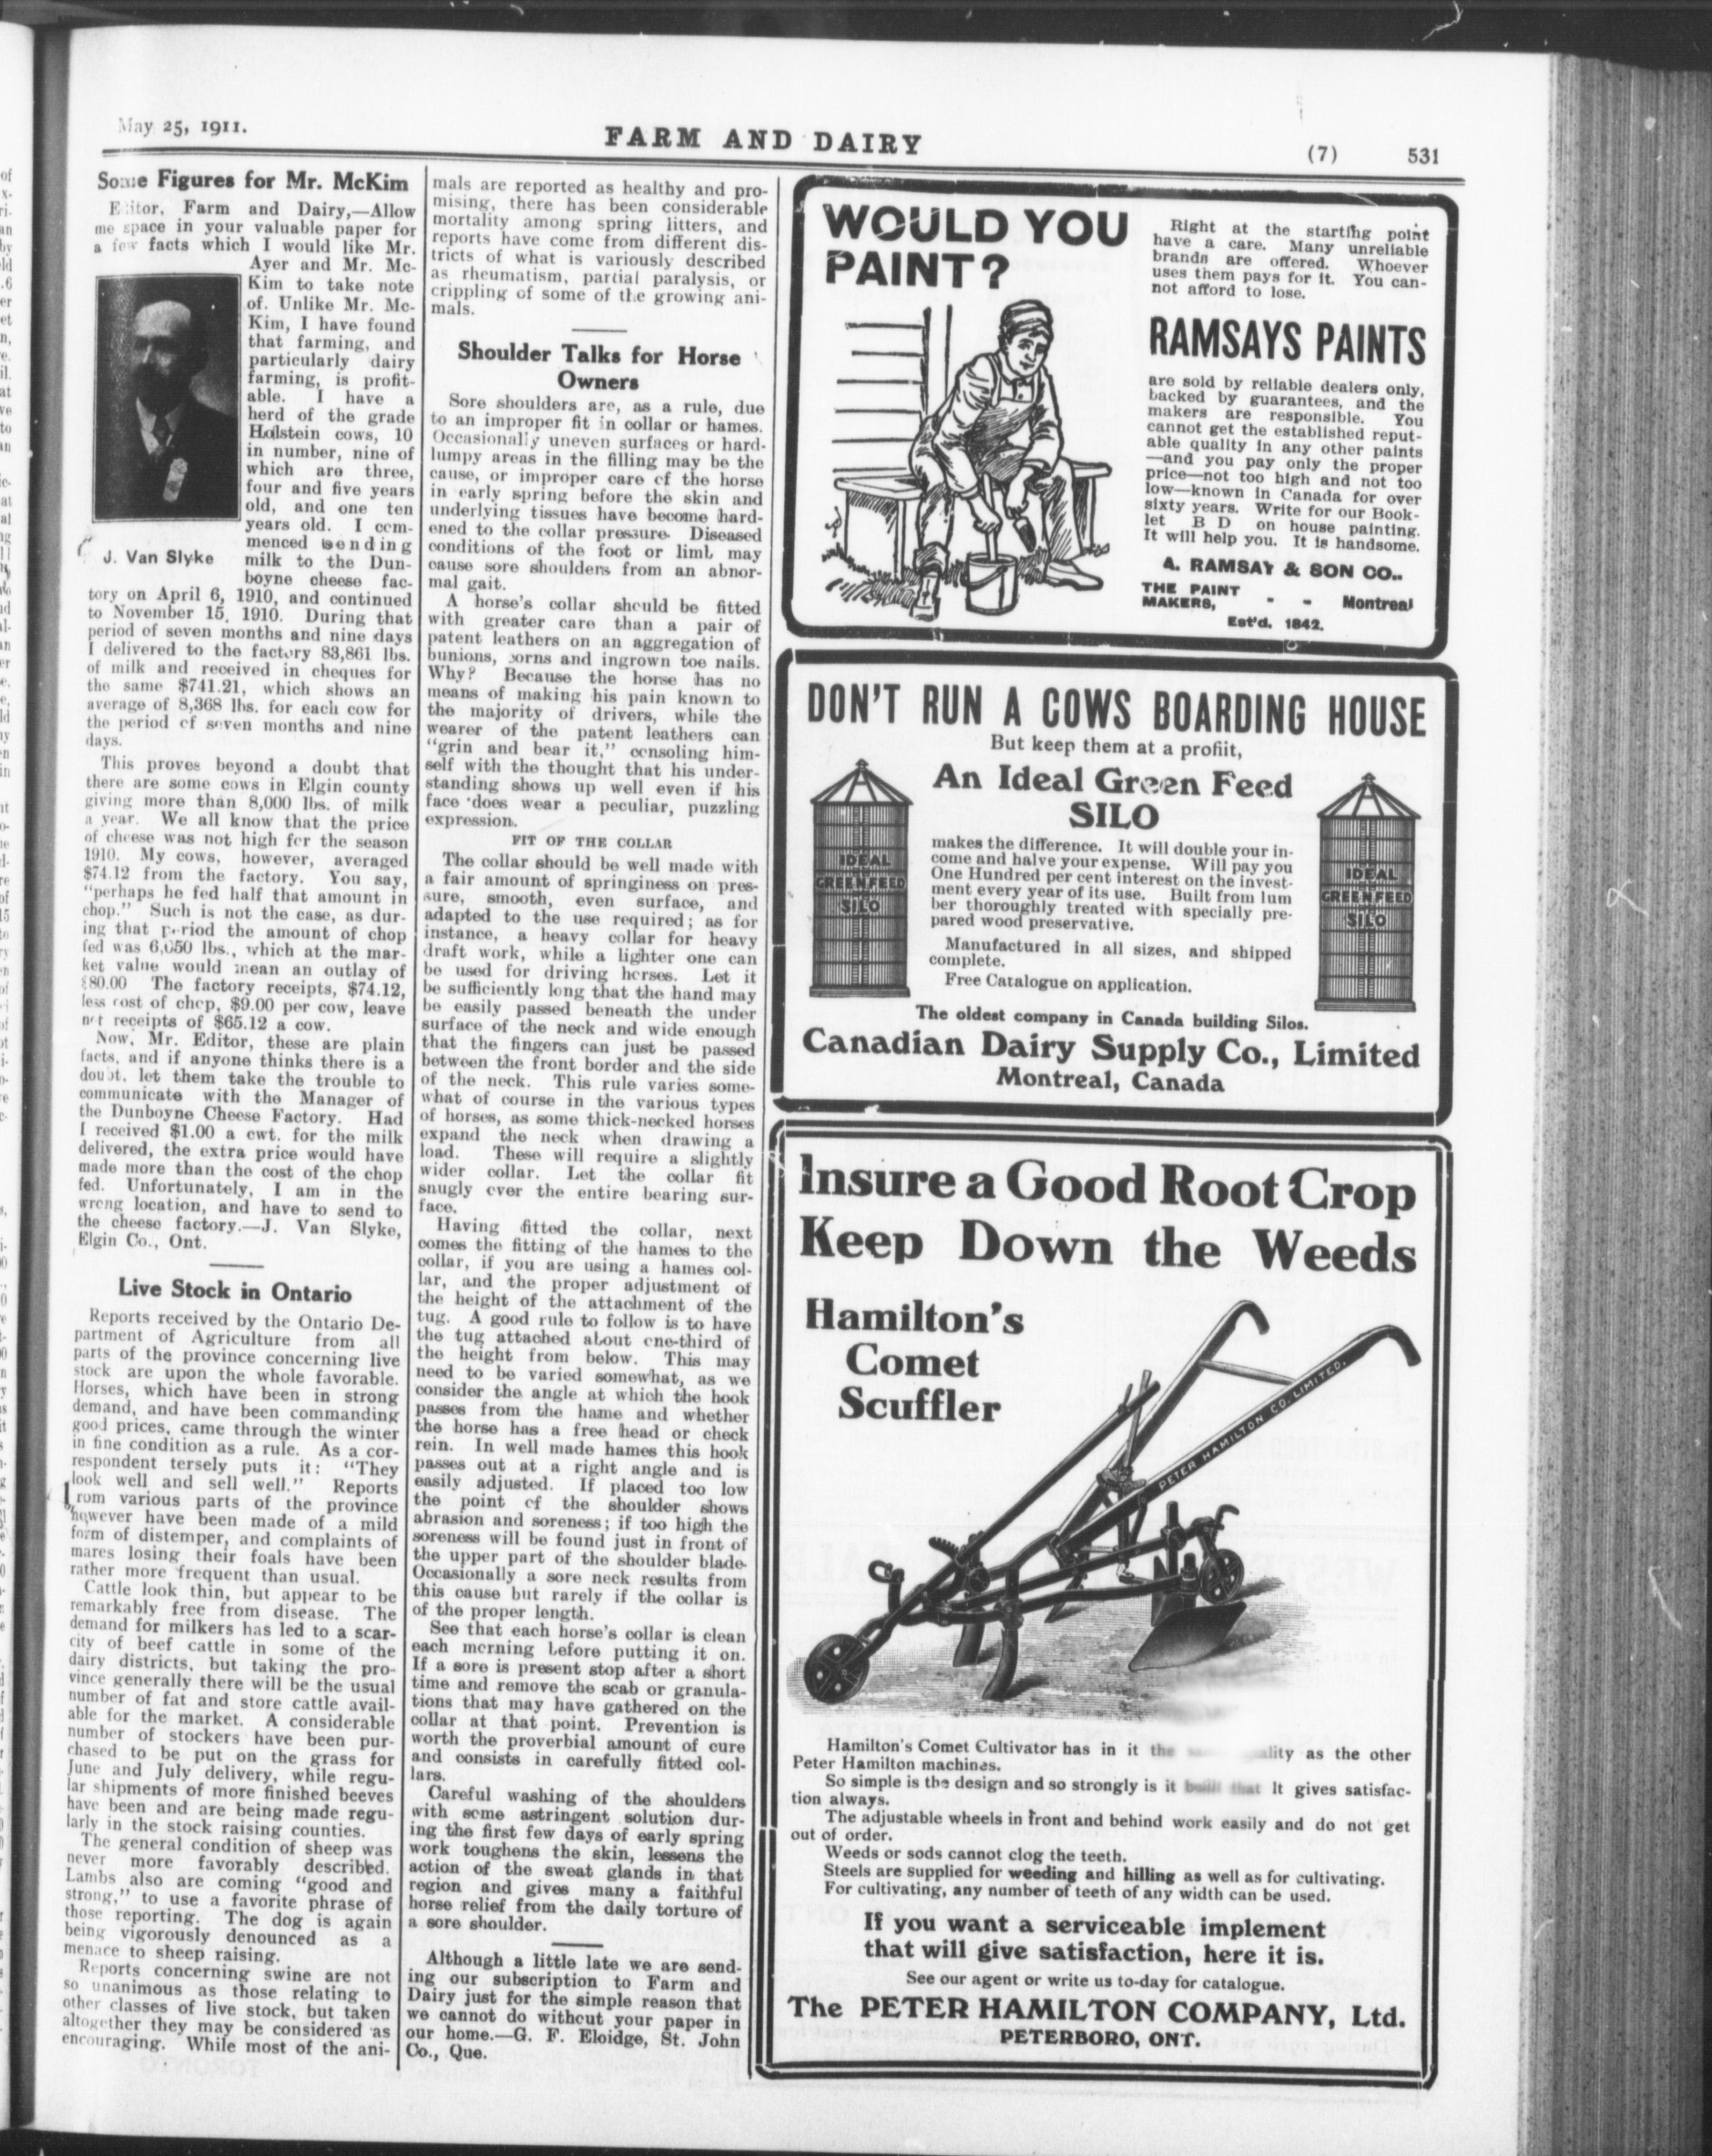 May 25, 1911.
FARM AND DAIRY
(7) 531
Some Figures for Mr. McKim
Editor, Farm and Dairy,—Allow
me space in your valuable paper for
a few facts which I would like Mr.
Ayer and Mr. Mc-
Kim to take note
of. Unlike Mr. Mc-
Kim, I have found
that farming, and
particularly dairy
farming, is profit-
able. I have a
herd of the grade
Holstein cows, 10
in number, nine of
which are three,
four and five years
old, and one ten
years old. I com-
menced sending
milk to the Dun-
boyne cheese fac-
J. Van Slyke
tory on April 6, 1910, and continued
to November 15, 1910. During that
period of seven months and nine days
I delivered to the factory 83,861 lbs.
of milk and received in cheques for
the same $741.21, which shows an
average of 8,368 lbs. for each cow for
the period of seven months and nine
days.
This proves beyond a doubt that
there are some cows in Elgin county
giving more than 8,000 lbs. of milk
a year. We all know that the price
of cheese was not high for the season
1910. My cows, however, averaged
$74.12 from the factory. You say,
"perhaps he fed half that amount in
chop." Such is not the case, as dur-
ing that period the amount of chop
fed was 6,050 lbs., which at the mar-
ket value would mean an outlay of
$80.00 The factory receipts, $74.12,
less cost of chop, $9.00 per cow, leave
net receipts of $65.12 a cow.
Now, Mr. Editor, these are plain
facts, and if anyone thinks there is a
doubt, let them take the trouble to
communicate with the Manager of
the Dunboyne Cheese Factory. Had
I received $1.00 a cwt. for the milk
delivered, the extra price would have
made more than the cost of the chop
fed. Unfortunately, I am in the
wrong location, and have to send to
the cheese factory.—J. Van Slyke,
Elgin Co., Ont.
Live Stock in Ontario
Reports received by the Ontario De-
partment of Agriculture from all
parts of the province concerning live
stock are upon the whole favorable.
Horses, which have been in strong
demand, and have been commanding
good prices, came through the winter
in fine condition as a rule. As a cor-
respondent tersely puts it: "They
look well and sell well." Reports
from various parts of the province
however have been made of a mild
form of distemper, and complaints of
mares losing their foals have been
rather more frequent than usual.
Cattle look thin, but appear to be
remarkably free from disease. The
demand for milkers has led to a scar-
city of beef cattle in some of the
dairy districts, but taking the pro-
vince generally there will be the usual
number of fat and store cattle avail-
able for the market. A considerable
number of stockers have been pur-
chased to be put on the grass for
June and July delivery, while regu-
lar shipments of more finished beeves
have been and are being made regu-
larly in the stock raising counties.
The general condition of sheep was
never more favorably described.
Lambs also are coming "good and
strong," to use a favorite phrase of
those reporting. The dog is again
being vigorously denounced as a
menace to sheep raising.
Reports concerning swine are not
so unanimous as those relating to
other classes of live stock, but taken
altogether they may be considered as
encouraging. While most of the ani-
mals are reported as healthy and pro-
mising, there has been considerable
mortality among spring litters, and
reports have come from different dis-
tricts of what is variously described
as rheumatism, partial paralysis, or
crippling of some of the growing ani-
mals.
Shoulder Talks for Horse
Owners
Sore shoulders are, as a rule, due
to an improper fit in collar or hames.
Occasionally uneven surfaces or hard-
lumpy areas in the filling may be the
cause, or improper care of the horse
in early spring before the skin and
underlying tissues have become hard-
ened to the collar pressure. Diseased
conditions of the foot or limb may
cause sore shoulders from an abnor-
mal gait.
A horse's collar should be fitted
with greater care than a pair of
patent leathers on an aggregation of
bunions, corns and ingrown toe nails.
Why? Because the horse has no
means of making his pain known to
the majority of drivers, while the
wearer of the patent leathers can
"grin and bear it," consoling him-
self with the thought that his under-
standing shows up well even if his
face does wear a peculiar, puzzling
expression.
FIT OF THE COLLAR
The collar should be well made with
a fair amount of springiness on pres-
sure, smooth, even surface, and
adapted to the use required; as for
instance, a heavy collar for heavy
draft work, while a lighter one can
be used for driving horses. Let it
be sufficiently long that the hand may
be easily passed beneath the under
surface of the neck and wide enough
that the fingers can just be passed
between the front border and the side
of the neck. This rule varies some-
what of course in the various types
of horses, as some thick-necked horses
expand the neck when drawing a
load. These will require a slightly
wider collar. Let the collar fit
snugly over the entire bearing sur-
face.
Having fitted the collar, next
comes the fitting of the hames to the
collar, if you are using a hames col-
lar, and the proper adjustment of
the height of the attachment of the
tug. A good rule to follow is to have
the tug attached about one-third of
the height from below. This may
need to be varied somewhat, as we
consider the angle at which the hook
passes from the hame and whether
the horse has a free head or check
rein. In well made hames this hook
passes out at a right angle and is
easily adjusted. If placed too low
the point of the shoulder shows
abrasion and soreness; if too high the
soreness will be found just in front of
the upper part of the shoulder blade.
Occasionally a sore neck results from
this cause but rarely if the collar is
of the proper length.
See that each horse's collar is clean
each morning before putting it on.
If a sore is present stop after a short
time and remove the scab or granula-
tions that may have gathered on the
collar at that point. Prevention is
worth the proverbial amount of cure
and consists in carefully fitted col-
lars.
Careful washing of the shoulders
with some astringent solution dur-
ing the first few days of early spring
work toughens the skin, lessens the
action of the sweat glands in that
region and gives many a faithful
horse relief from the daily torture of
a sore shoulder.
Although a little late we are send-
ing our subscription to Farm and
Dairy just for the simple reason that
we cannot do without your paper in
our home.—G. F. Eloidge, St. John
Co., Que.
WOULD YOU
PAINT?
Right at the starting point
have a care. Many unreliable
brands are offered. Whoever
uses them pays for it. You can-
not afford to lose.
RAMSAYS PAINTS
are sold by reliable dealers only,
backed by guarantees, and the
makers are responsible. You
cannot get the established reput-
able quality in any other paints
—and you pay only the proper
price—not too high and not too
low—known in Canada for over
sixty years. Write for our Book-
let B D on house painting.
It will help you. It is handsome.
A. RAMSAY & SON CO..
THE PAINT
MAKERS, - - Montreal
Est'd. 1842.
DON'T RUN A COWS BOARDING HOUSE
But keep them at a profiit,
An Ideal Green Feed
SILO
makes the difference. It will double your in-
come and halve your expense. Will pay you
One Hundred per cent interest on the invest-
ment every year of its use. Built from lum
ber thoroughly treated with specially pre-
pared wood preservative.
Manufactured in all sizes, and shipped
complete.
Free Catalogue on application.
IDEAL
GREEN FEED
SILO
IDEAL
GREEN FEED
SILO
The oldest company in Canada building Silos.
Canadian Dairy Supply Co., Limited
Montreal, Canada
Insure a Good Root Crop
Keep Down the Weeds
Hamilton's
Comet
Scuffler
PETER HAMILTON CO. LIMITED.
Hamilton's Comet Cultivator has in it the as the other
Peter Hamilton machines.
So simple is the design and so strongly is it built that it gives satisfac-
tion always.
The adjustable wheels in front and behind work easily and do not get
out of order.
Weeds or sods cannot clog the teeth.
Steels are supplied for weeding and hilling as well as for cultivating.
For cultivating, any number of teeth of any width can be used.
If you want a serviceable implement
that will give satisfaction, here it is.
See our agent or write us to-day for catalogue.
The PETER HAMILTON COMPANY, Ltd.
PETERBORO, ONT.